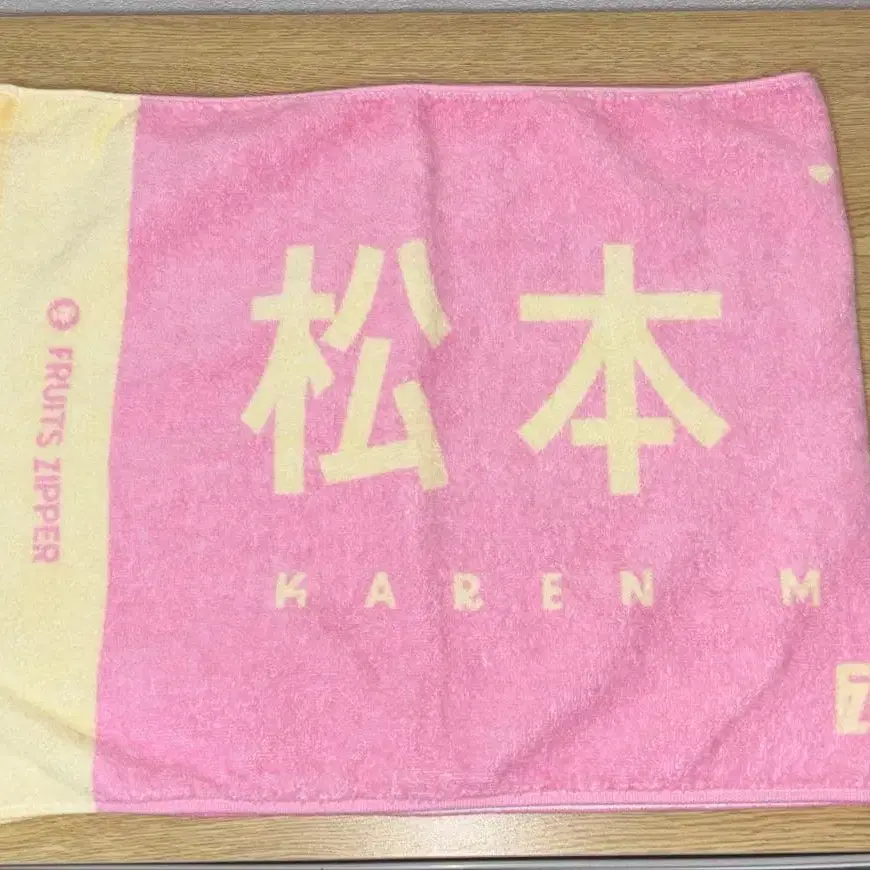 松本
KAREN M
FRUITS ZIPPER